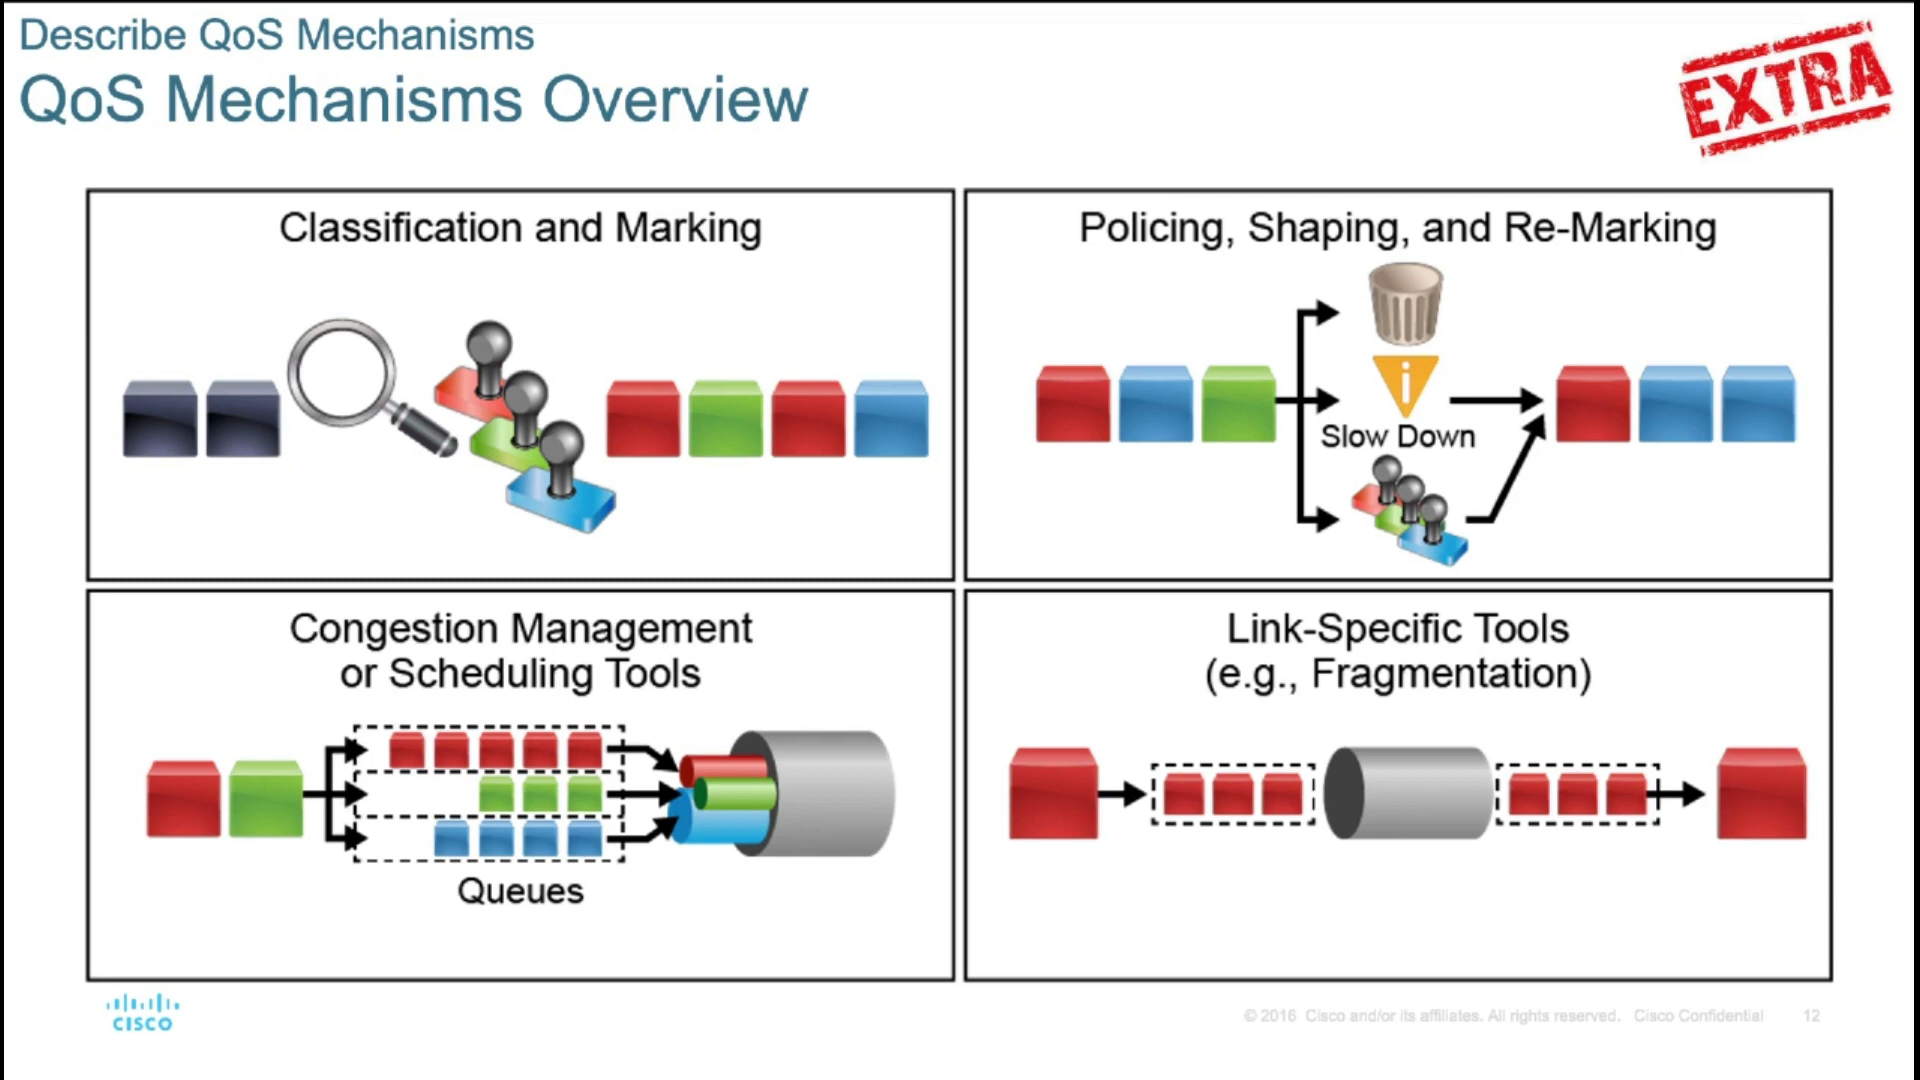 Describe QoS Mechanisms
QoS Mechanisms Overview
EXTRA
Classification and Marking
Policing, Shaping, and Re-Marking
i
Slow Down
Congestion Management
or Scheduling Tools
Queues
Link-Specific Tools
(e.g., Fragmentation)
CISCO
© 2016 Cisco and/or its affiliates. All rights reserved. Cisco Confidential 12